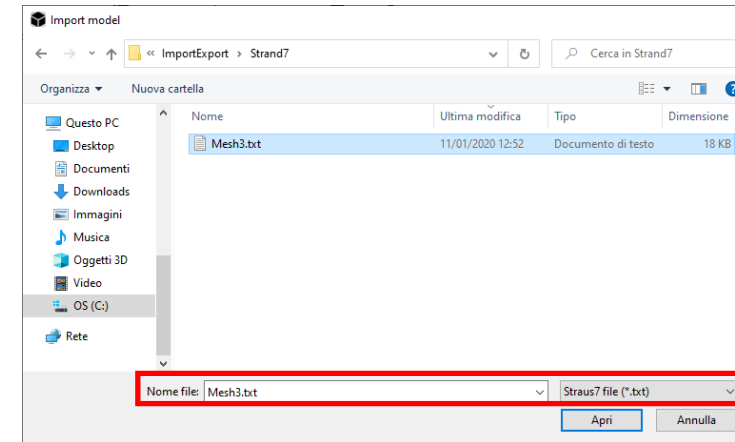 Import model
« ImportExport › Strand7
Cerca in Strand7
Organizza
Nuova cartella
Nome Ultima modifica Tipo Dimensione
Mesh3.txt 11/01/2020 12:52 Documento di testo 18 KB
Questo PC
Desktop
Documenti
Downloads
Immagini
Musica
Oggetti 3D
Video
OS (C:)
Rete
Nome file: Mesh3.txt Straus7 file (*.txt)
Apri Annulla